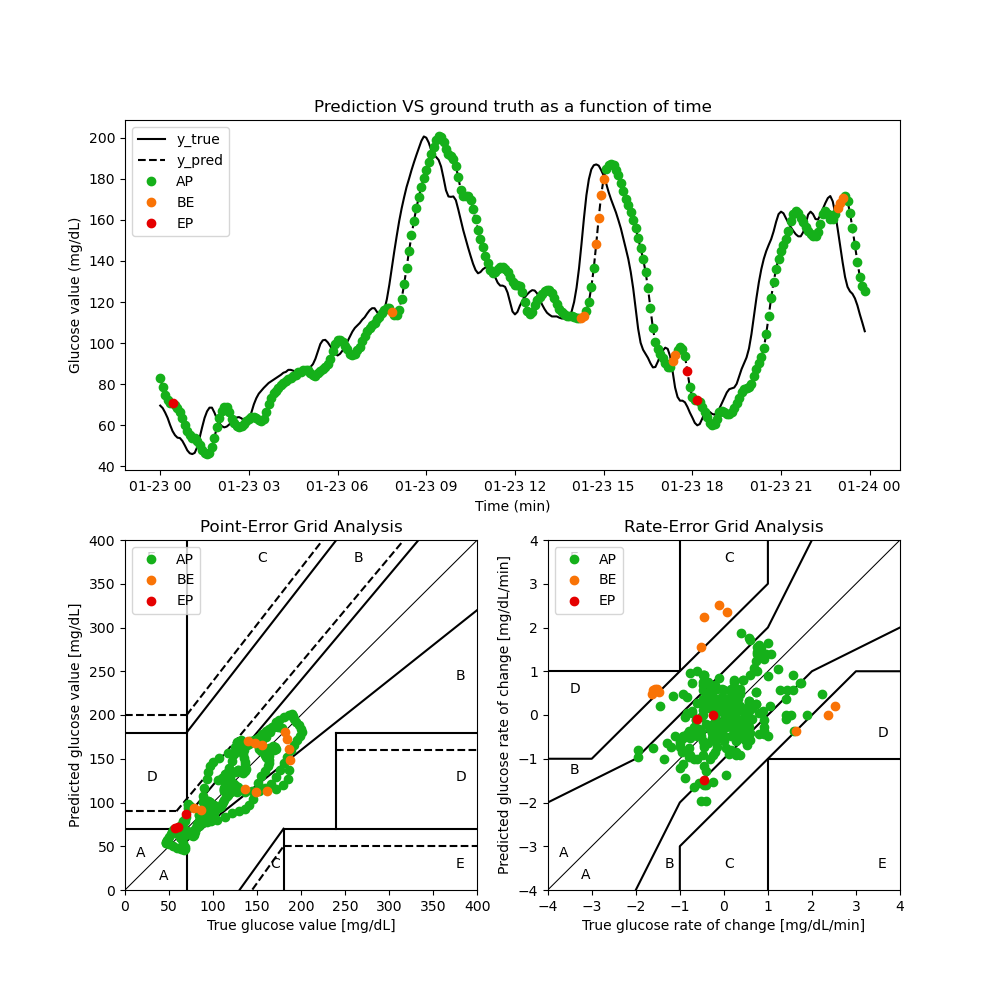 Prediction VS ground truth as a function of time
Glucose value (mg/dL)
200
180
160
140
120
100
80
60
40
y_true
y_pred
AP
BE
EP
01-23 00 01-23 03 01-23 06 01-23 09 01-23 12 01-23 15 01-23 18 01-23 21 01-24 00
Time (min)
Point-Error Grid Analysis
Predicted glucose value [mg/dL]
400
350
300
250
200
150
100
50
0
AP
BE
EP
C
B
B
D
D
A
A
C
E
0 50 100 150 200 250 300 350 400
True glucose value [mg/dL]
Rate-Error Grid Analysis
Predicted glucose rate of change [mg/dL/min]
4
3
2
1
0
−1
−2
−3
−4
AP
BE
EP
C
D
D
B
A
A
B
C
E
−4 −3 −2 −1 0 1 2 3 4
True glucose rate of change [mg/dL/min]